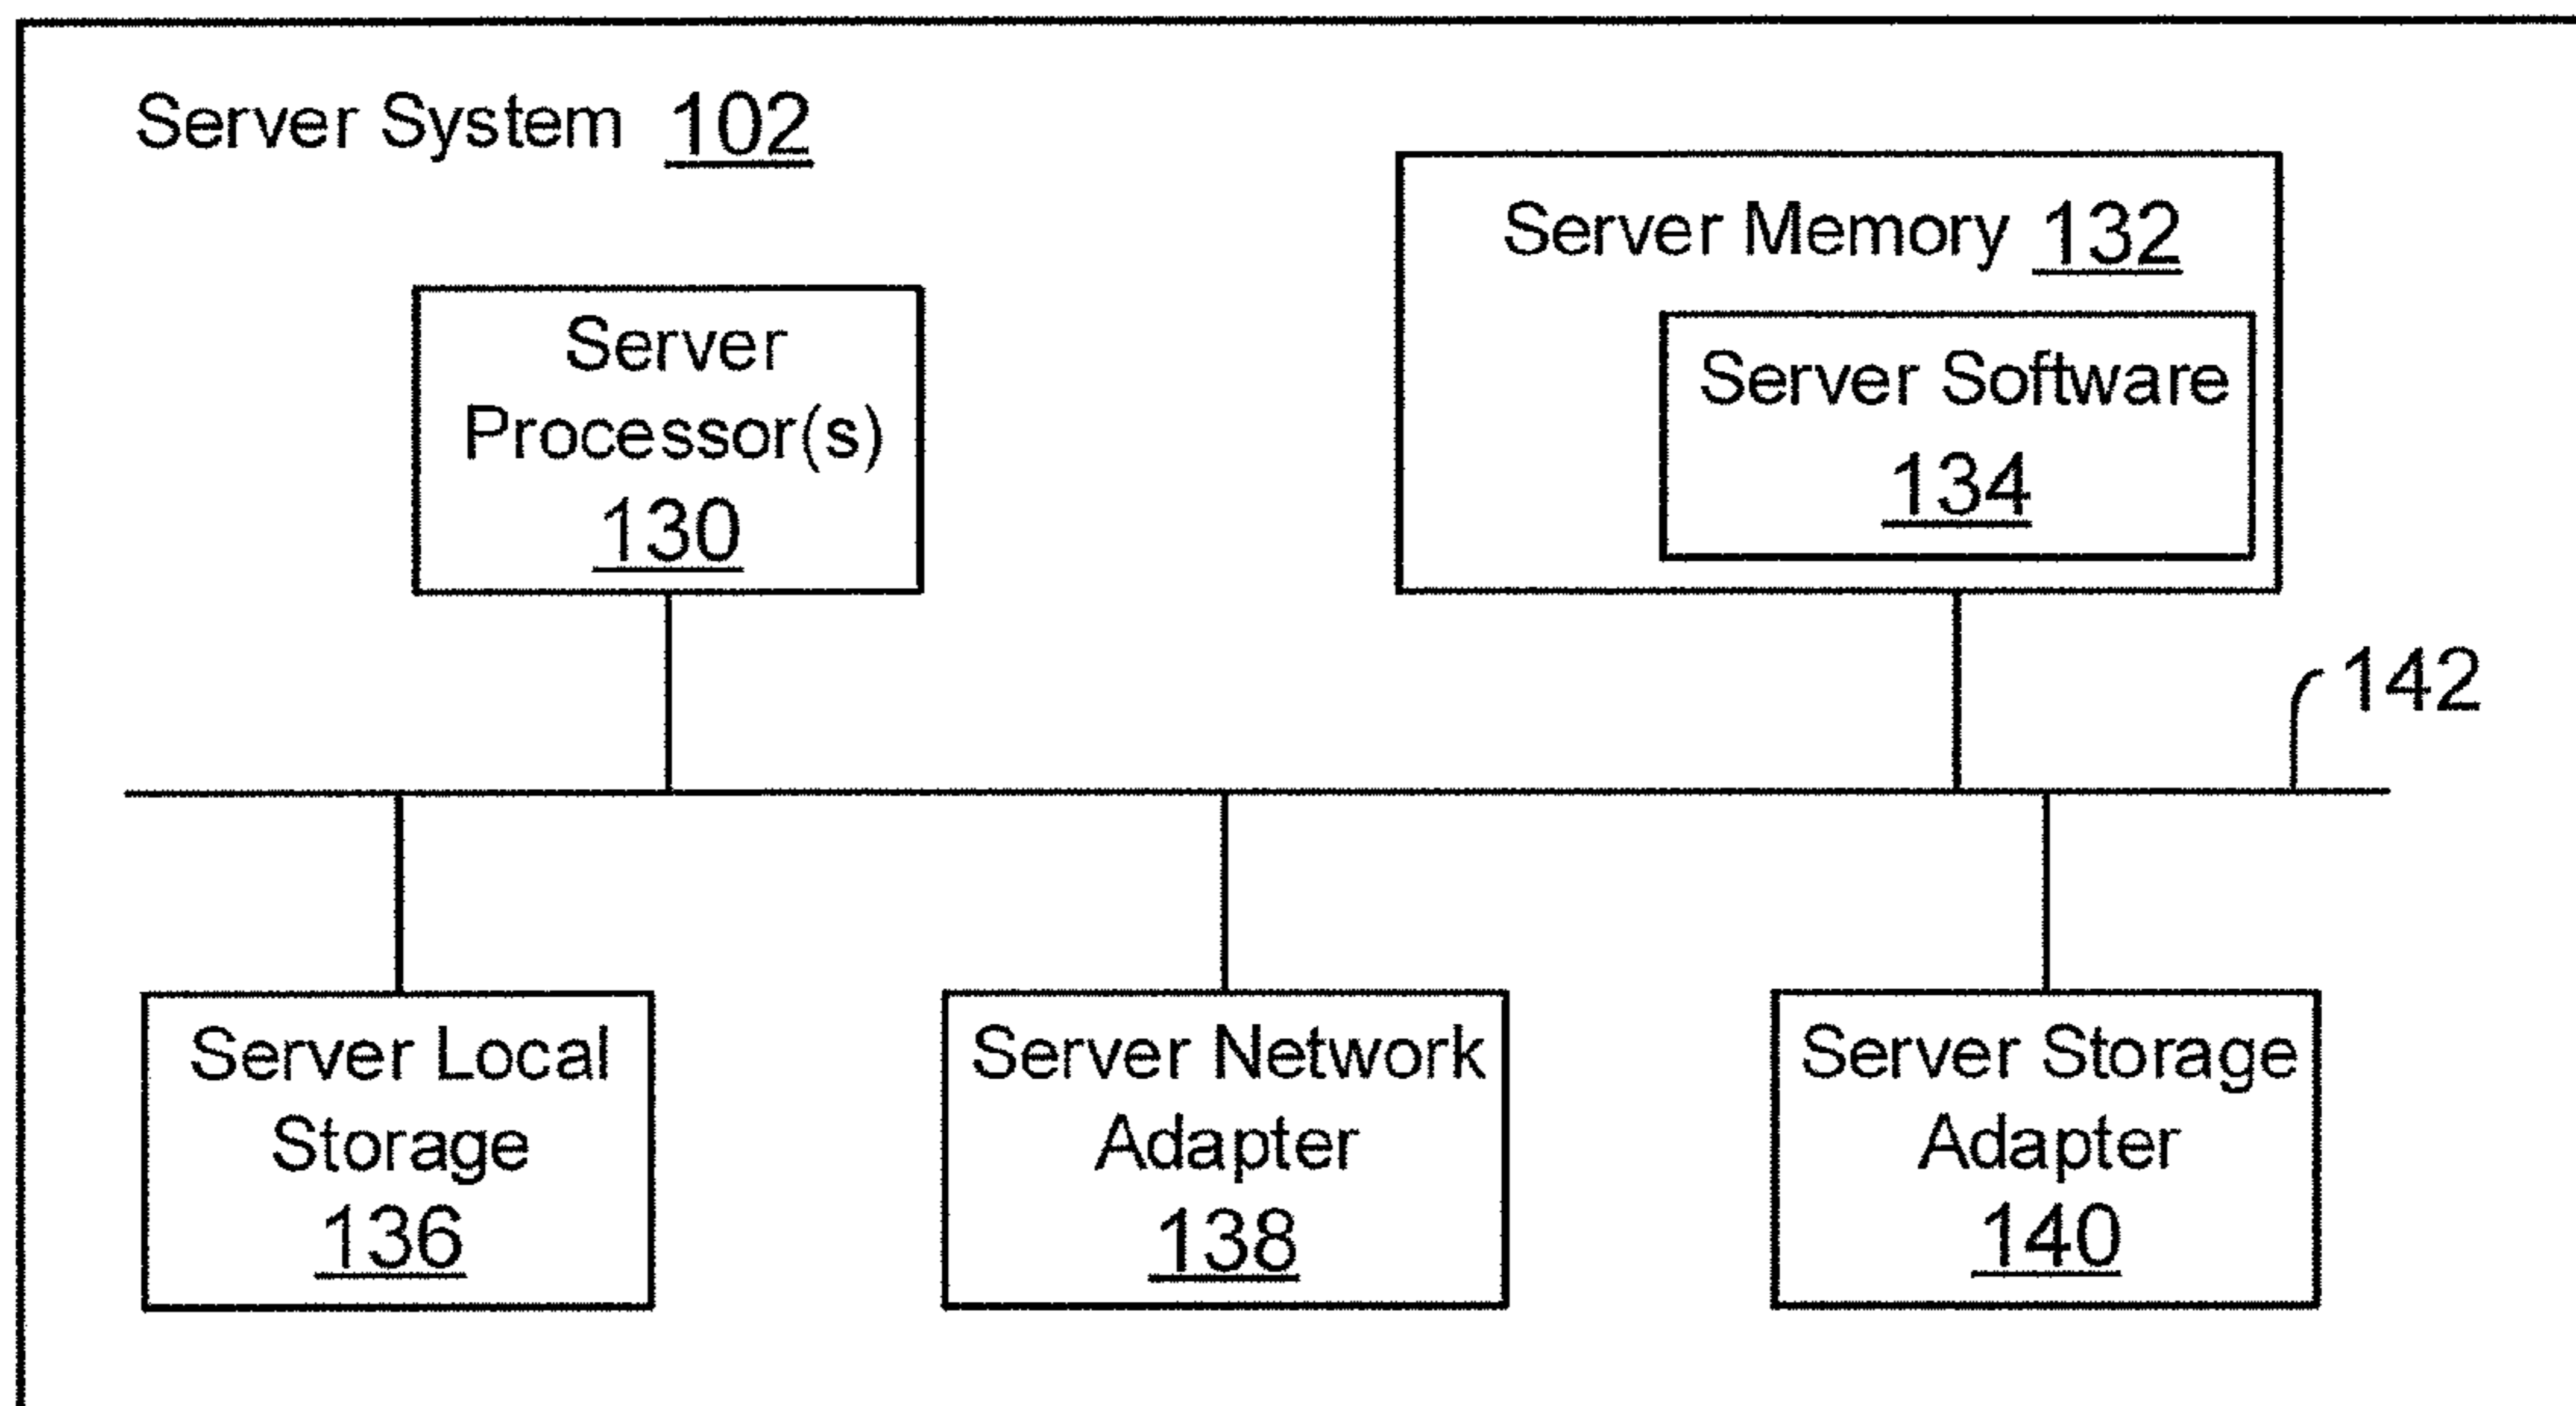 Server System 102
Server Memory 132
Server
Processor(s)
130
Server Software
134
142
Server Local
Storage
136
Server Network
Adapter
138
Server Storage
Adapter
140